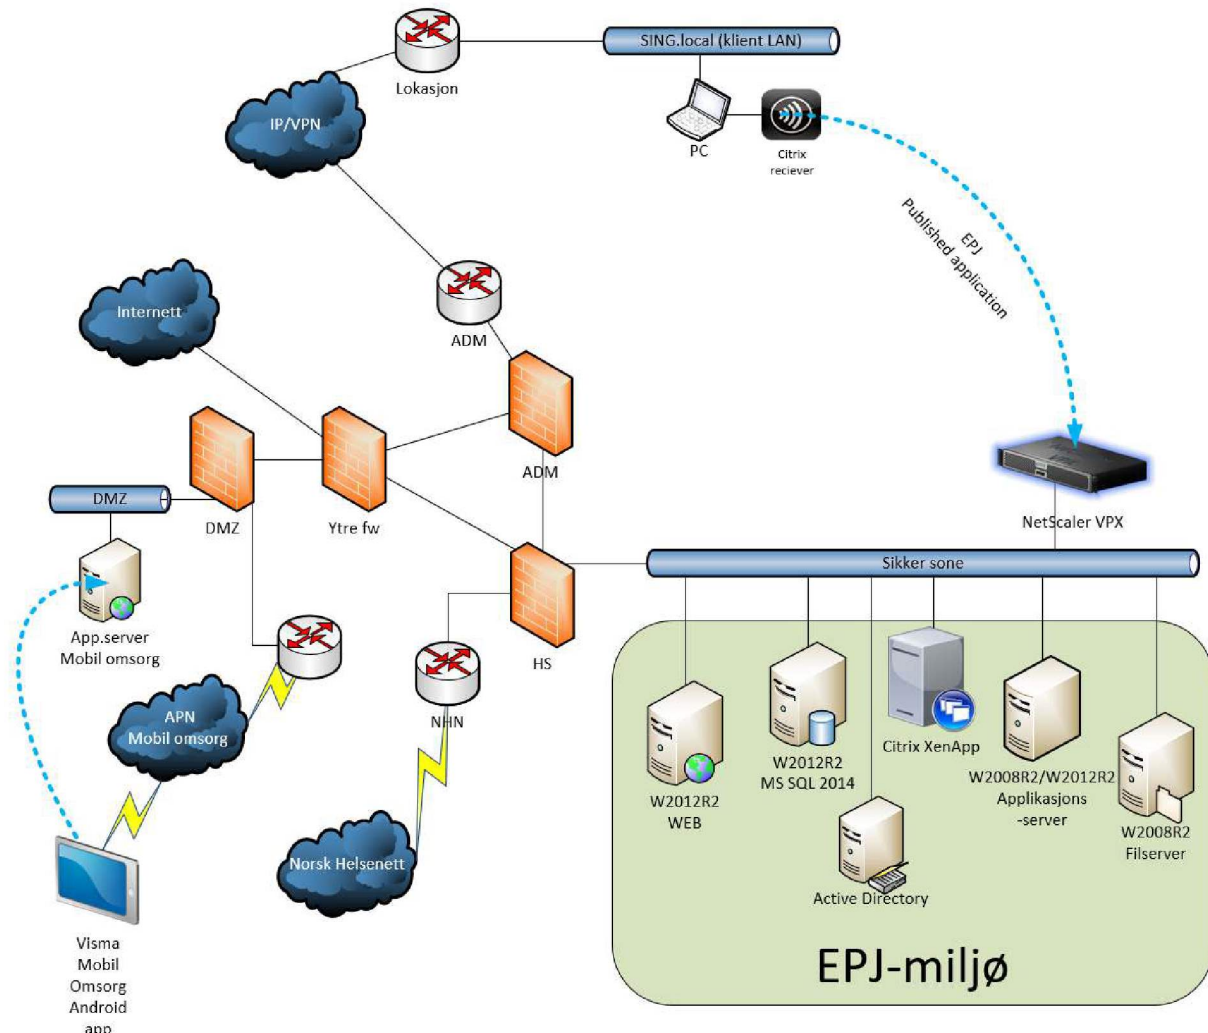 SING.local (klient LAN)
Lokasjon
IP/VPN
PC
Citrix
reciever
EPJ
Published application
Internett
ADM
ADM
DMZ
DMZ
Ytre fw
NetScaler VPX
Sikker sone
App.server
Mobil omsorg
HS
APN
Mobil omsorg
NHN
Citrix XenApp
W2012R2
MS SQL 2014
W2008R2/W2012R2
Applikasjons
-server
W2012R2
WEB
W2008R2
Filserver
Norsk Helsenett
Active Directory
Visma
Mobil
Omsorg
Android
app
EPJ-miljø